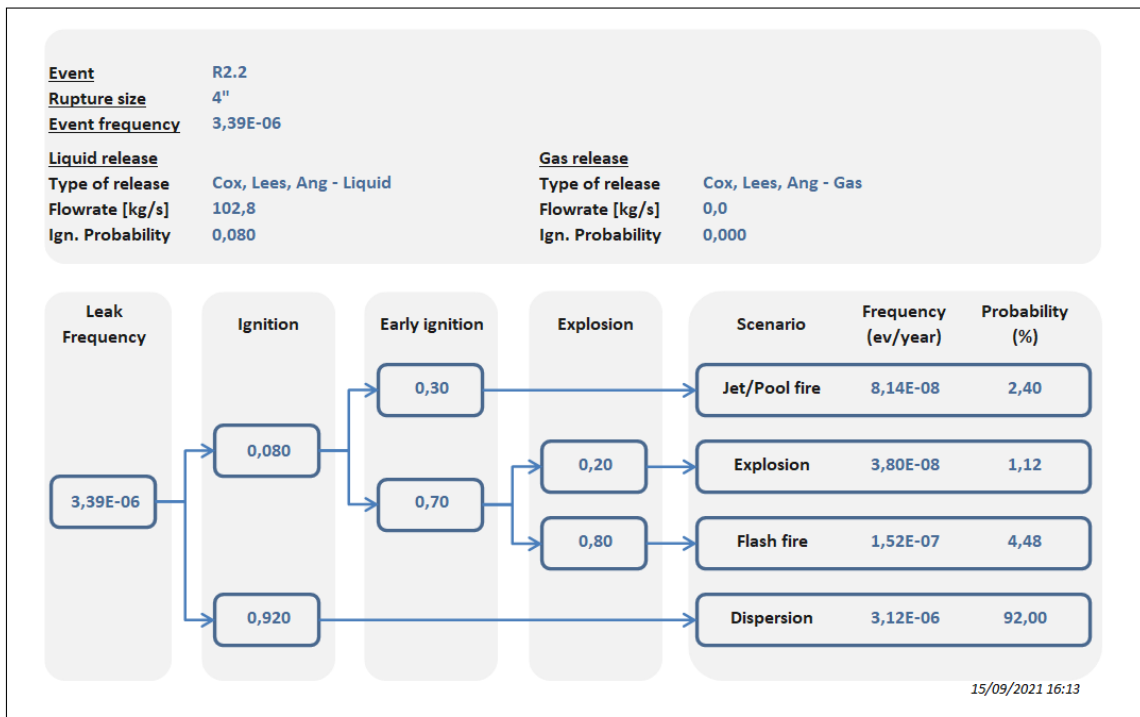 Event R2.2
Rupture size 4"
Event frequency 3,39E-06
Liquid release Gas release
Type of release Cox, Lees, Ang - Liquid Type of release Cox, Lees, Ang - Gas
Flowrate [kg/s] 102,8 Flowrate [kg/s] 0,0
Ign. Probability 0,080 Ign. Probability 0,000
Leak Frequency Ignition Early ignition Explosion Scenario Frequency (ev/year) Probability (%)
0,30 Jet/Pool fire 8,14E-08 2,40
0,080 0,20 Explosion 3,80E-08 1,12
3,39E-06 0,70
0,80 Flash fire 1,52E-07 4,48
0,920 Dispersion 3,12E-06 92,00
15/09/2021 16:13